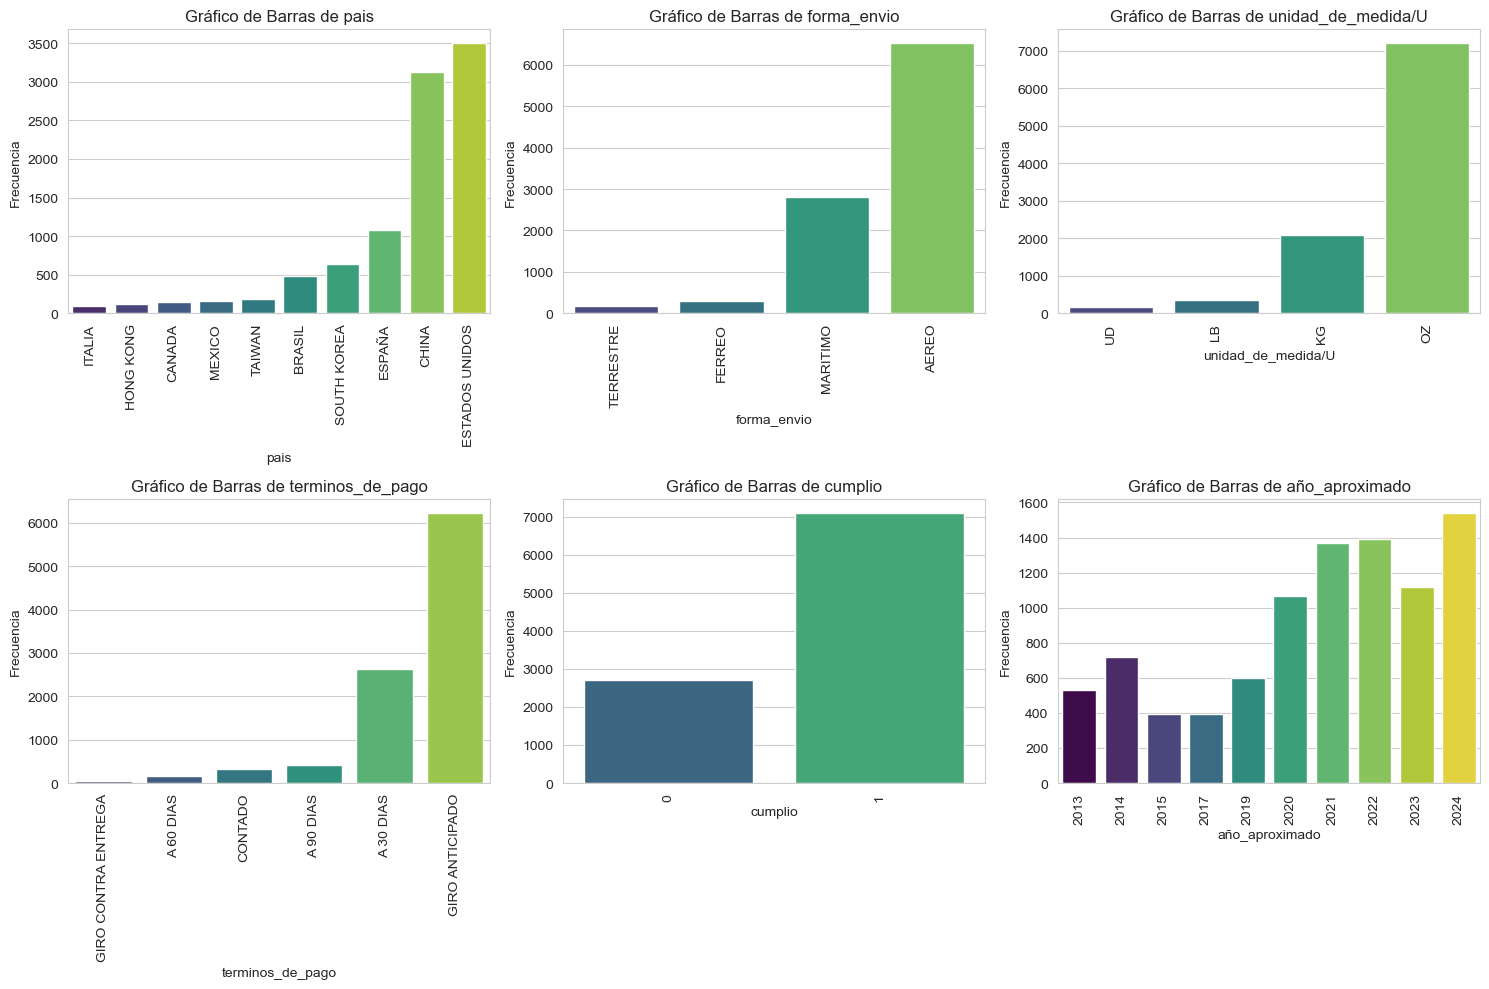 Gráfico de Barras de pais
Frecuencia
3500
3000
2500
2000
1500
1000
500
0
ITALIA
HONG KONG
CANADA
MEXICO
TAIWAN
BRASIL
SOUTH KOREA
ESPAÑA
CHINA
ESTADOS UNIDOS
pais
Gráfico de Barras de forma_envio
Frecuencia
6000
5000
4000
3000
2000
1000
0
TERRESTRE
FERREO
MARITIMO
AEREO
forma_envio
Gráfico de Barras de unidad_de_medida/U
Frecuencia
7000
6000
5000
4000
3000
2000
1000
0
UD
LB
KG
OZ
unidad_de_medida/U
Gráfico de Barras de terminos_de_pago
Frecuencia
6000
5000
4000
3000
2000
1000
0
GIRO CONTRA ENTREGA
A 60 DIAS
CONTADO
A 90 DIAS
A 30 DIAS
GIRO ANTICIPADO
terminos_de_pago
Gráfico de Barras de cumplio
Frecuencia
7000
6000
5000
4000
3000
2000
1000
0
0
1
cumplio
Gráfico de Barras de año_aproximado
Frecuencia
1600
1400
1200
1000
800
600
400
200
0
2013
2014
2015
2017
2019
2020
2021
2022
2023
2024
año_aproximado